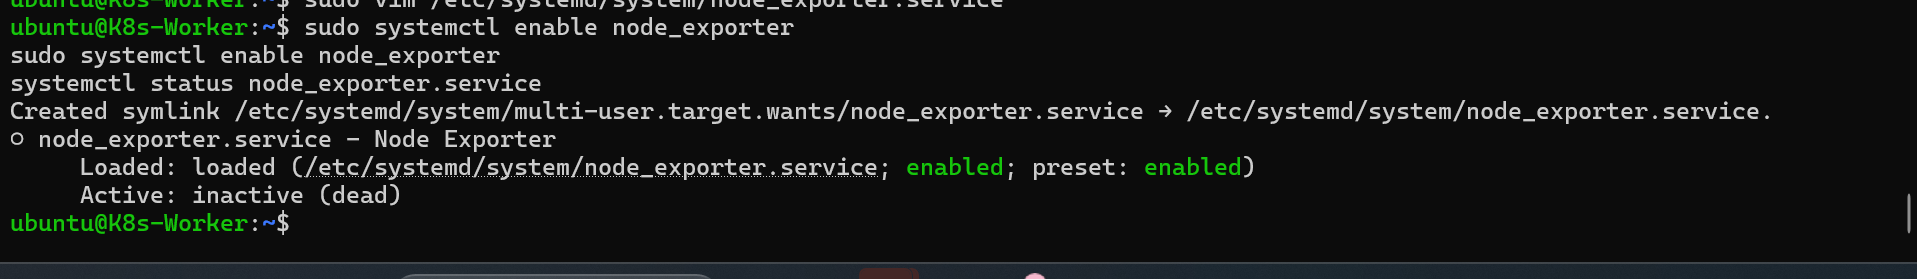 ubuntu@K8s-Worker:~$ sudo vim /etc/systemd/system/node_exporter.service
ubuntu@K8s-Worker:~$ sudo systemctl enable node_exporter
sudo systemctl enable node_exporter
systemctl status node_exporter.service
Created symlink /etc/systemd/system/multi-user.target.wants/node_exporter.service → /etc/systemd/system/node_exporter.service.
○ node_exporter.service - Node Exporter
     Loaded: loaded (/etc/systemd/system/node_exporter.service; enabled; preset: enabled)
     Active: inactive (dead)
ubuntu@K8s-Worker:~$